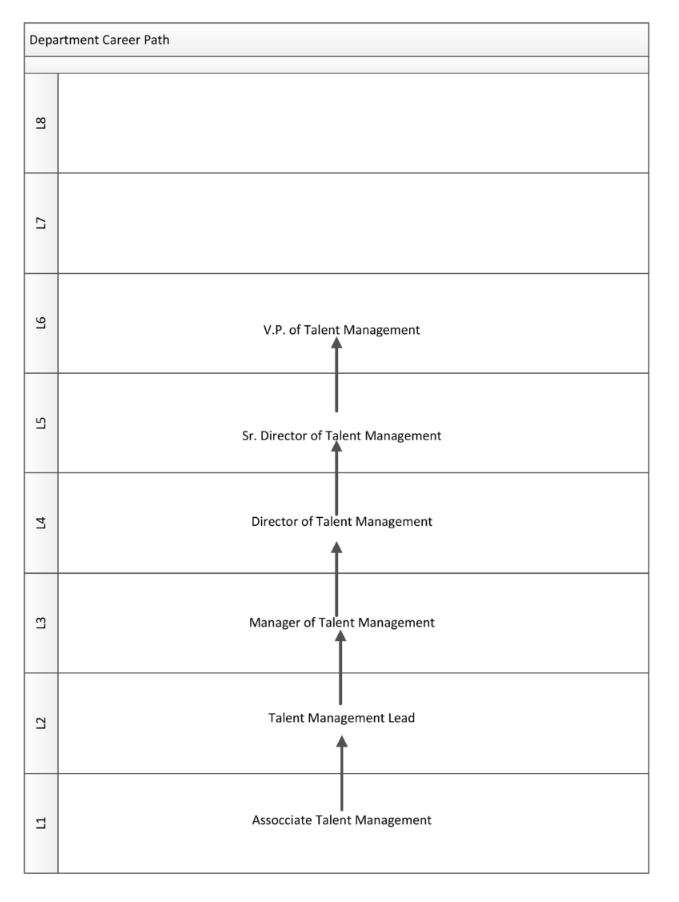 Department Career Path
L8
L7
L6
V.P. of Talent Management
L5
Sr. Director of Talent Management
L4
Director of Talent Management
L3
Manager of Talent Management
L2
Talent Management Lead
L1
Assocciate Talent Management